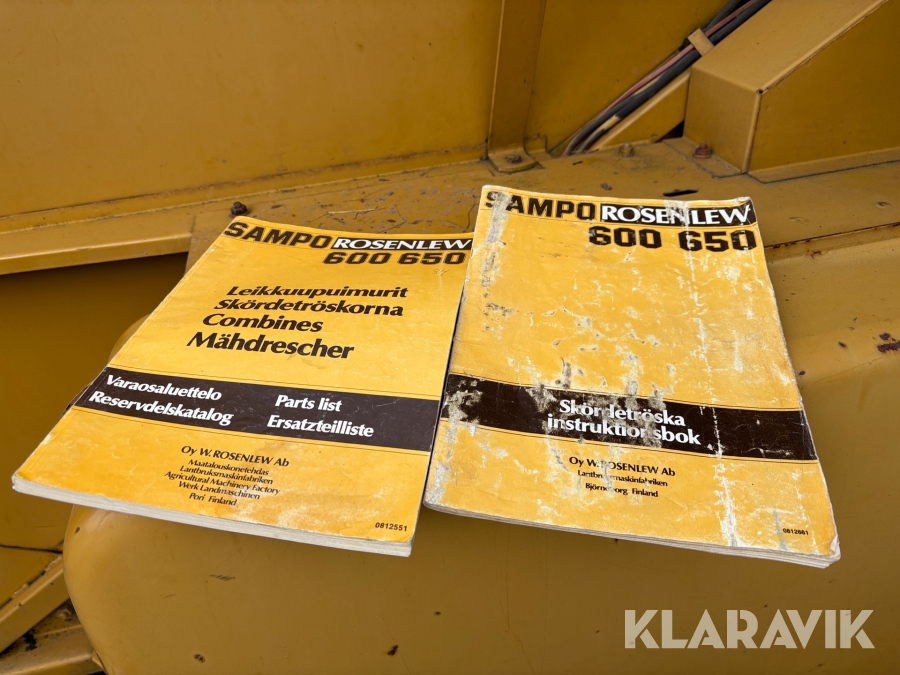 SAMPO ROSENLEW
600 650
Leikkuupuimurit
Skördetröskorna
Combines
Mähdrescher
Varaosaluettelo
Reservdelskatalog
Parts list
Ersatzteilliste
Oy W. ROSENLEW Ab
Maatalouskonetehdas
Lantbruksmaskinfabriken
Agricultural Machinery Factory
Werk Landmaschinen
Pori Finland
0812551
SAMPO ROSENLEW
600 650
Skördetröska
instruktionsbok
Oy W. ROSENLEW Ab
Lantbruksmaskinfabriken
Björneborg Finland
KLARAVIK